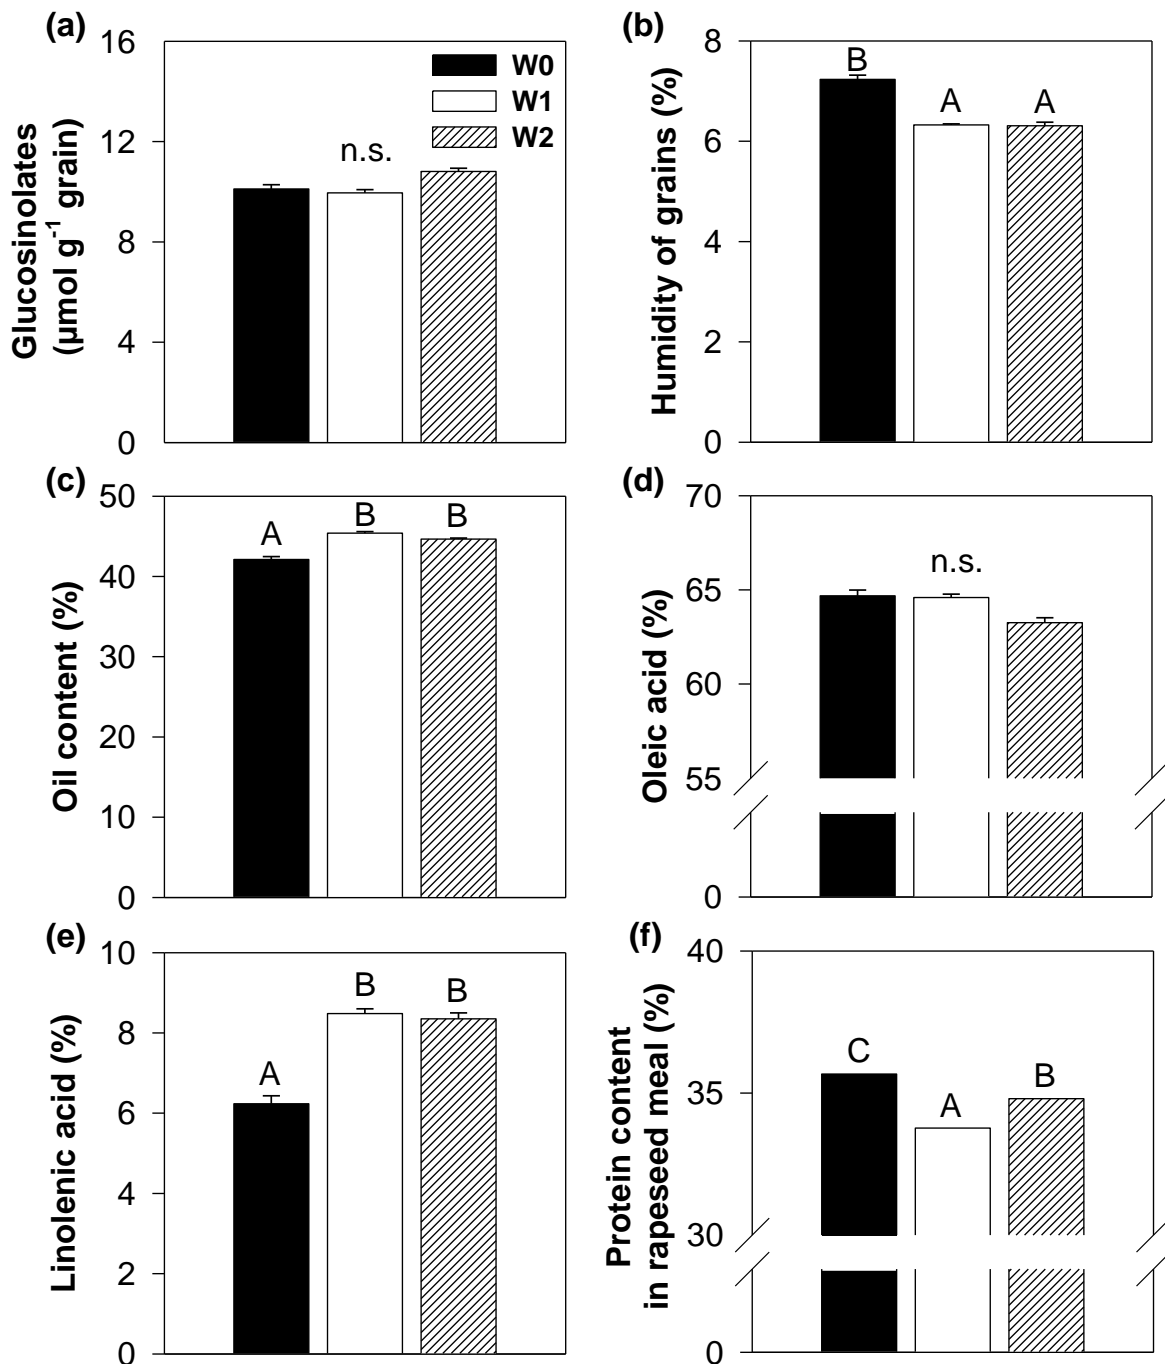 (a)
16
12
8
4
0
Glucosinolates
(µmol g⁻¹ grain)
n.s.
W0
W1
W2
(b)
8
6
4
2
0
Humidity of grains (%)
B
A
A
(c)
50
40
30
20
10
0
Oil content (%)
A
B
B
(d)
70
65
60
55
0
Oleic acid (%)
n.s.
(e)
10
8
6
4
2
0
Linolenic acid (%)
A
B
B
(f)
40
35
30
0
Protein content
in rapeseed meal (%)
C
A
B